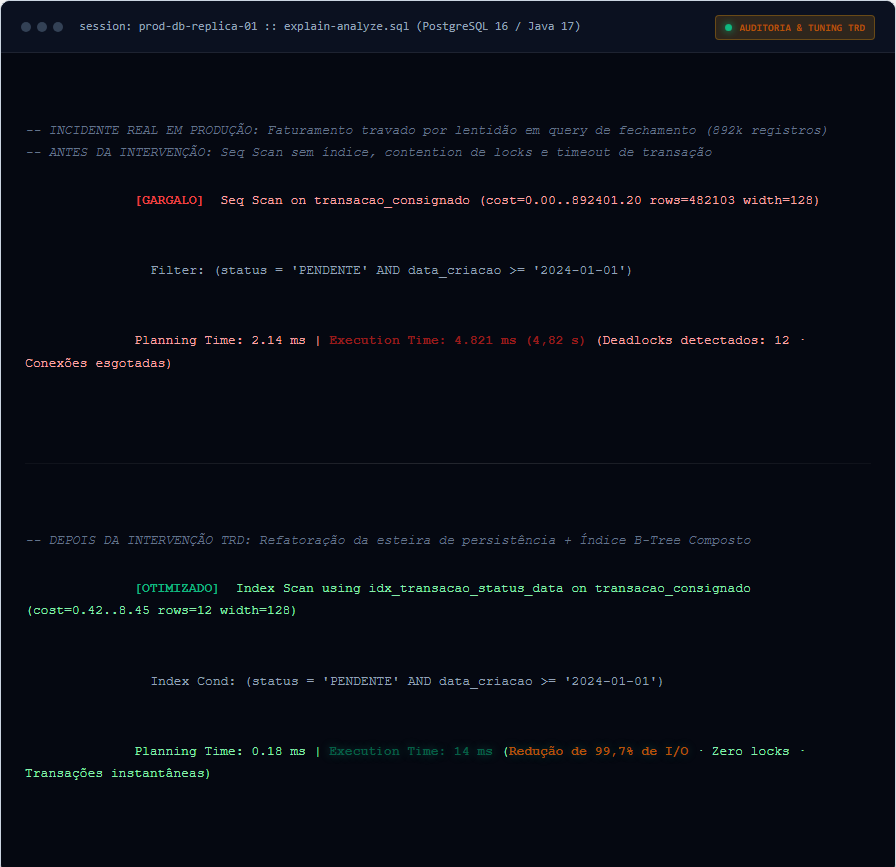 session: prod-db-replica-01 :: explain-analyze.sql (PostgreSQL 16 / Java 17)
AUDITORIA & TUNING TRD
-- INCIDENTE REAL EM PRODUÇÃO: Faturamento travado por lentidão em query de fechamento (892k registros)
-- ANTES DA INTERVENÇÃO: Seq Scan sem índice, contention de locks e timeout de transação
[GARGALO] Seq Scan on transacao_consignado (cost=0.00..892401.20 rows=482103 width=128)
Filter: (status = 'PENDENTE' AND data_criacao >= '2024-01-01')
Planning Time: 2.14 ms | Execution Time: 4.821 ms (4,82 s) (Deadlocks detectados: 12 ·
Conexões esgotadas)
-- DEPOIS DA INTERVENÇÃO TRD: Refatoração da esteira de persistência + Índice B-Tree Composto
[OTIMIZADO] Index Scan using idx_transacao_status_data on transacao_consignado
(cost=0.42..8.45 rows=12 width=128)
Index Cond: (status = 'PENDENTE' AND data_criacao >= '2024-01-01')
Planning Time: 0.18 ms | Execution Time: 14 ms (Redução de 99,7% de I/O · Zero locks ·
Transações instantâneas)